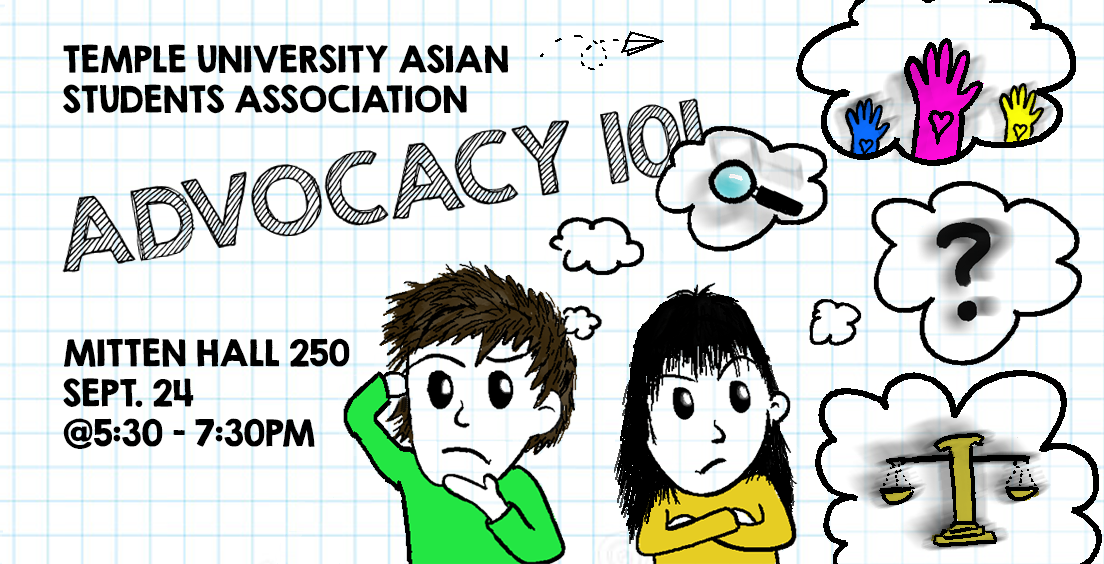 TEMPLE UNIVERSITY ASIAN
STUDENTS ASSOCIATION
ADVOCACY 101
MITTEN HALL 250
SEPT. 24
@5:30 - 7:30PM
?